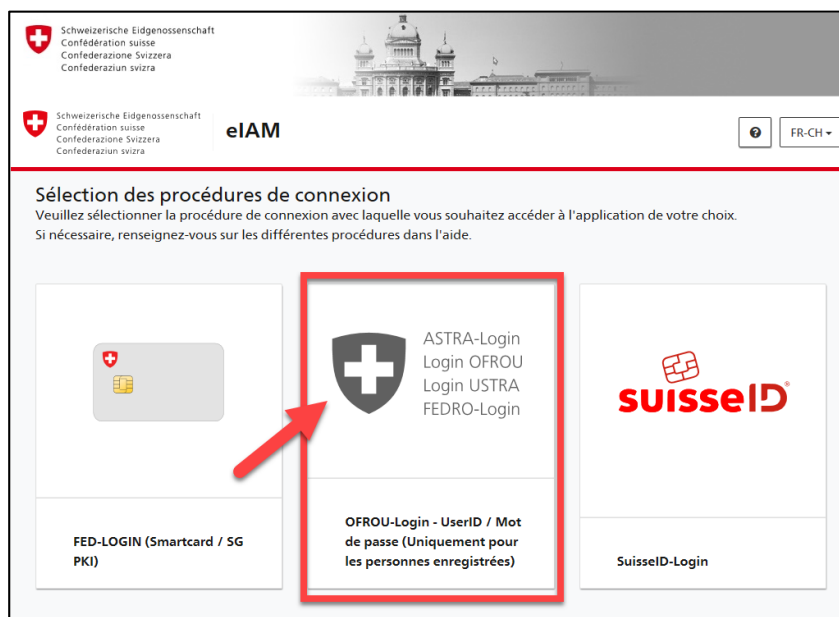 Schweizerische Eidgenossenschaft
Confédération suisse
Confederazione Svizzera
Confederaziun svizra
Schweizerische Eidgenossenschaft
Confédération suisse
Confederazione Svizzera
Confederaziun svizra
eIAM
?
FR-CH
Sélection des procédures de connexion
Veuillez sélectionner la procédure de connexion avec laquelle vous souhaitez accéder à l'application de votre choix.
Si nécessaire, renseignez-vous sur les différentes procédures dans l'aide.
ASTRA-Login
Login OFROU
Login USTRA
FEDRO-Login
suisseID
FED-LOGIN (Smartcard / SG
PKI)
OFROU-Login - UserID / Mot
de passe (Uniquement pour
les personnes enregistrées)
SuisseID-Login